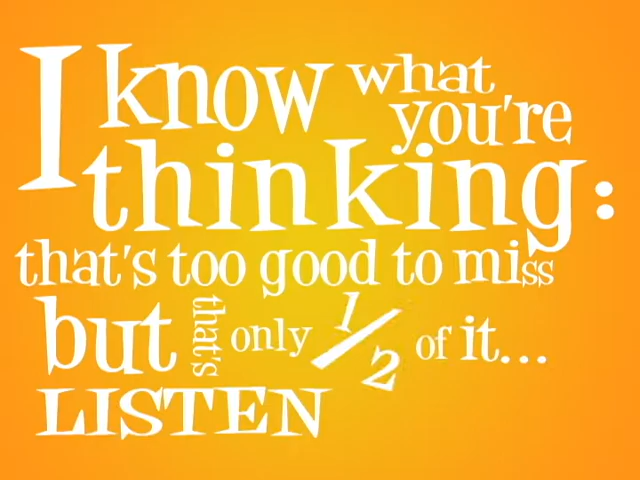 I know what you're
thinking:
that's too good to miss
but that's only 1/2 of it...
LISTEN